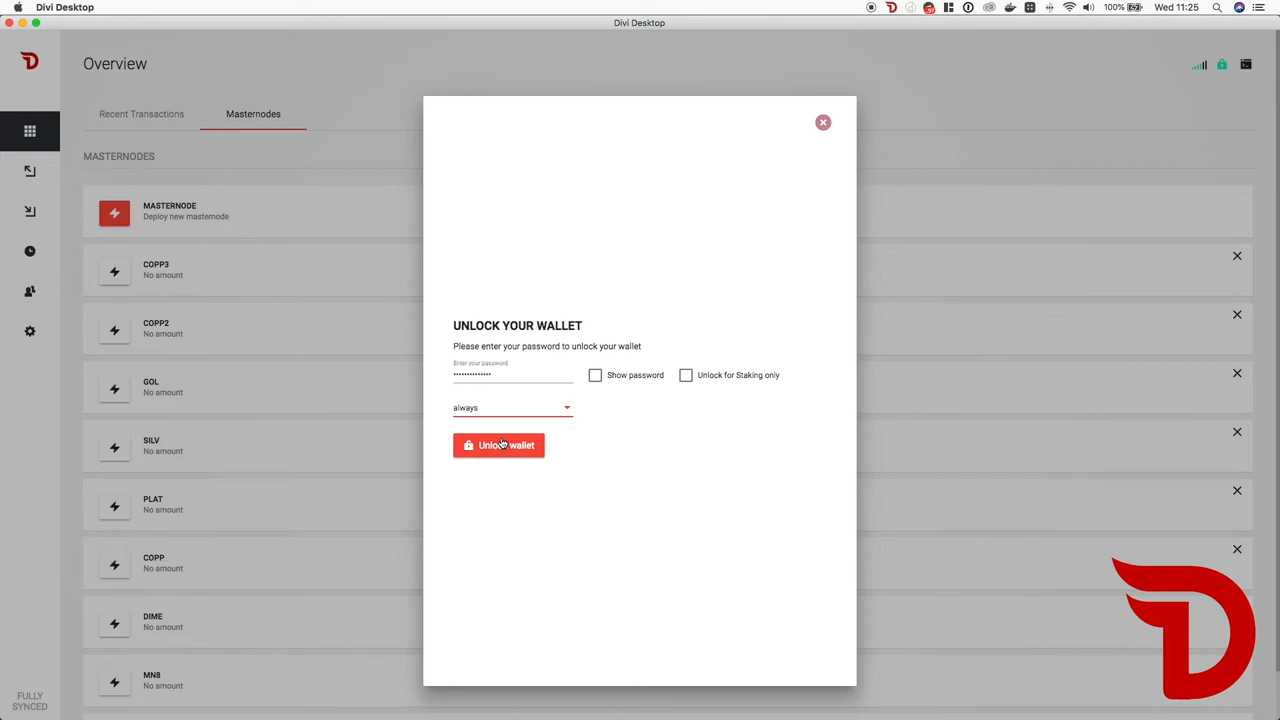 Divi Desktop
100%
Wed 11:25
Divi Desktop
Overview
Recent Transactions
Masternodes
MASTERNODES
MASTERNODE
Deploy new masternode
COPP3
No amount
COPP2
No amount
GOL
No amount
SILV
No amount
PLAT
No amount
COPP
No amount
DIME
No amount
MN8
No amount
FULLY
SYNCED
UNLOCK YOUR WALLET
Please enter your password to unlock your wallet
Enter your password
••••••••••••••
Show password
Unlock for Staking only
always
Unlock wallet